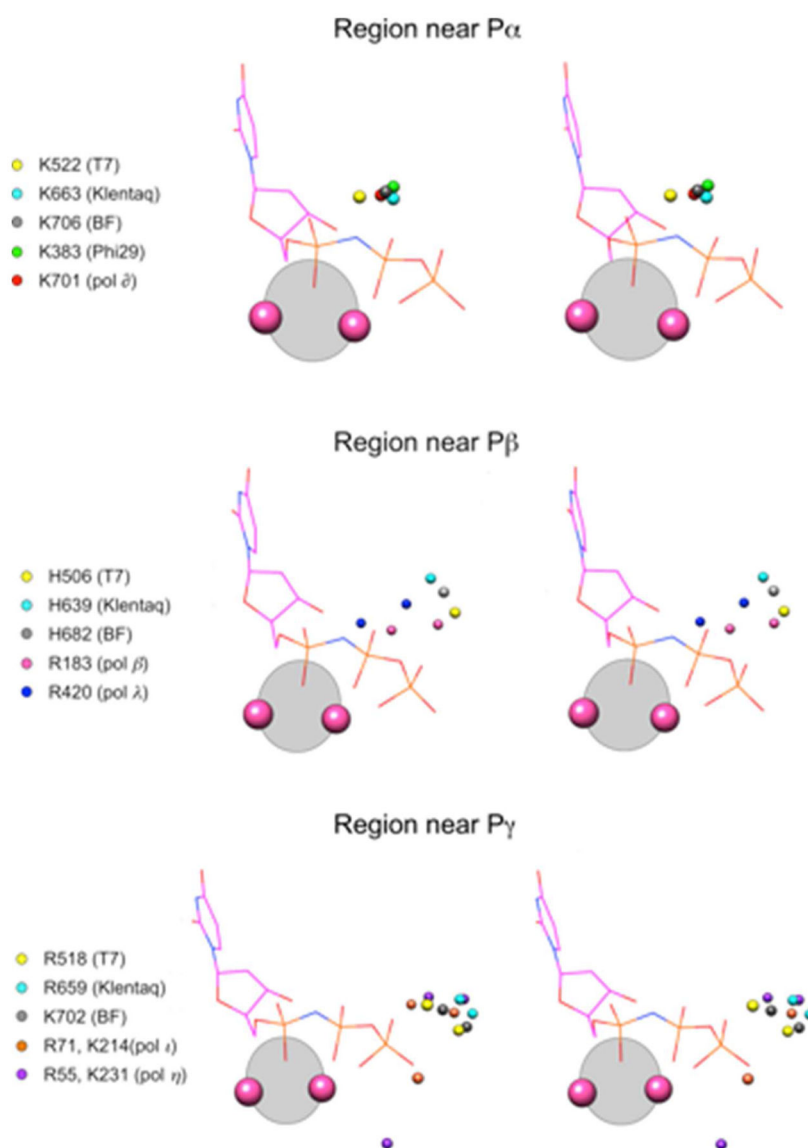 Region near Pα
K522 (T7)
K663 (Klentaq)
K706 (BF)
K383 (Phi29)
K701 (pol ∂)
Region near Pβ
H506 (T7)
H639 (Klentaq)
H682 (BF)
R183 (pol β)
R420 (pol λ)
Region near Pγ
R518 (T7)
R659 (Klentaq)
K702 (BF)
R71, K214(pol ι)
R55, K231 (pol η)